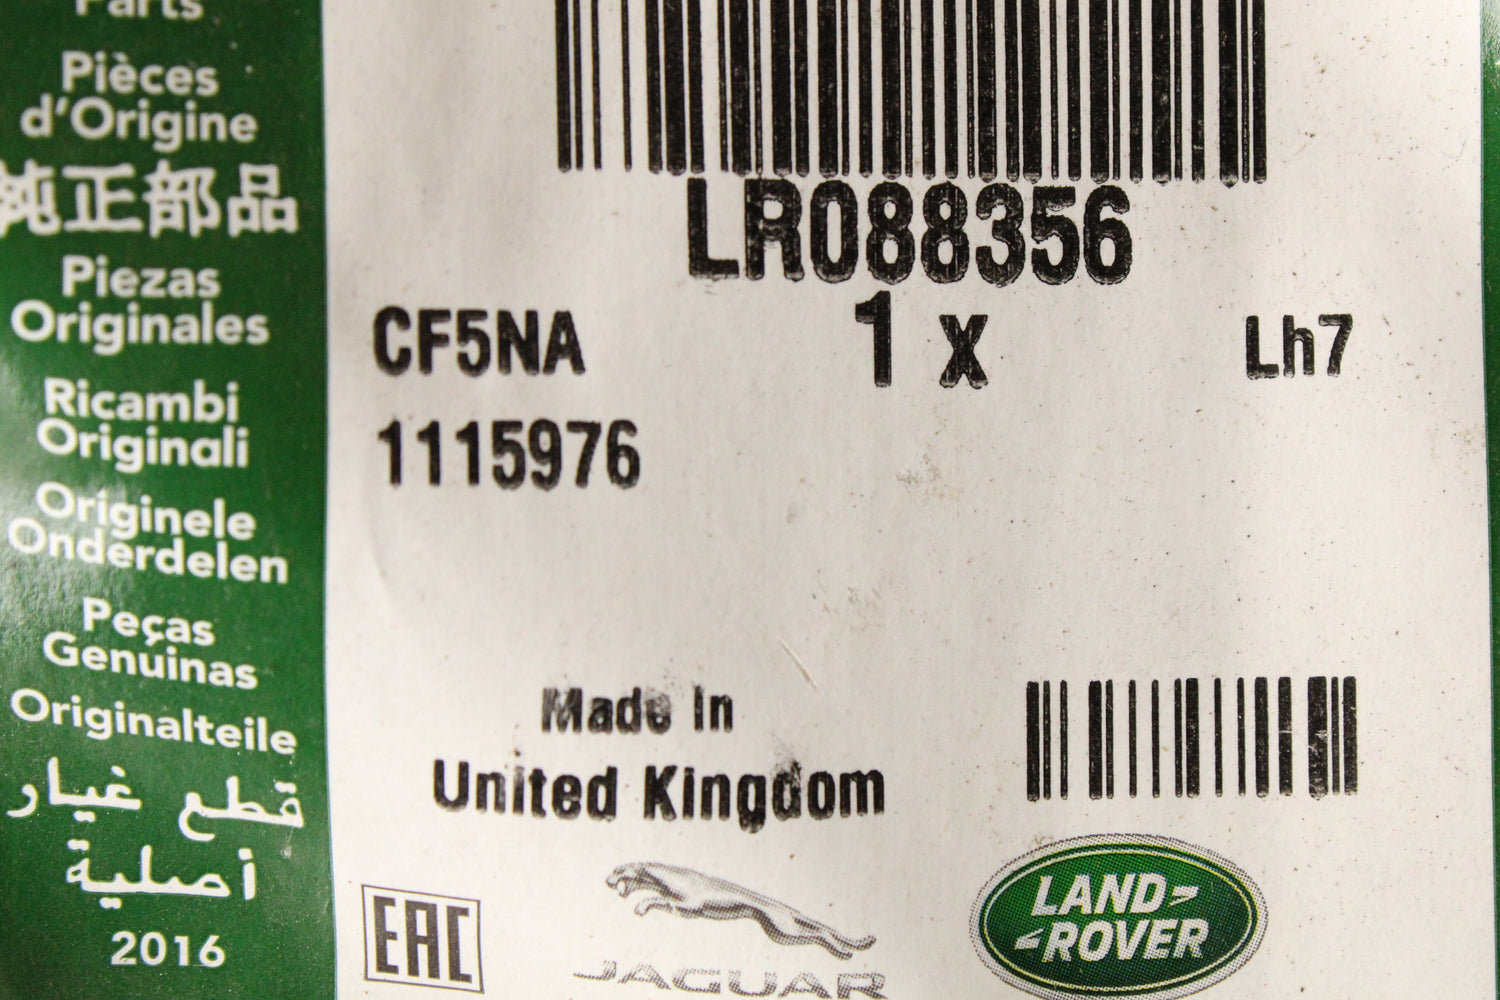 Parts
Pièces
d'Origine
純正部品
Piezas
Originales
Ricambi
Originali
Originele
Onderdelen
Peças
Genuinas
Originalteile
قطع غيار
أصلية
2016
LR088356
CF5NA 1 x Lh7
1115976
Made In
United Kingdom
EAC
JAGUAR
LAND-
-ROVER